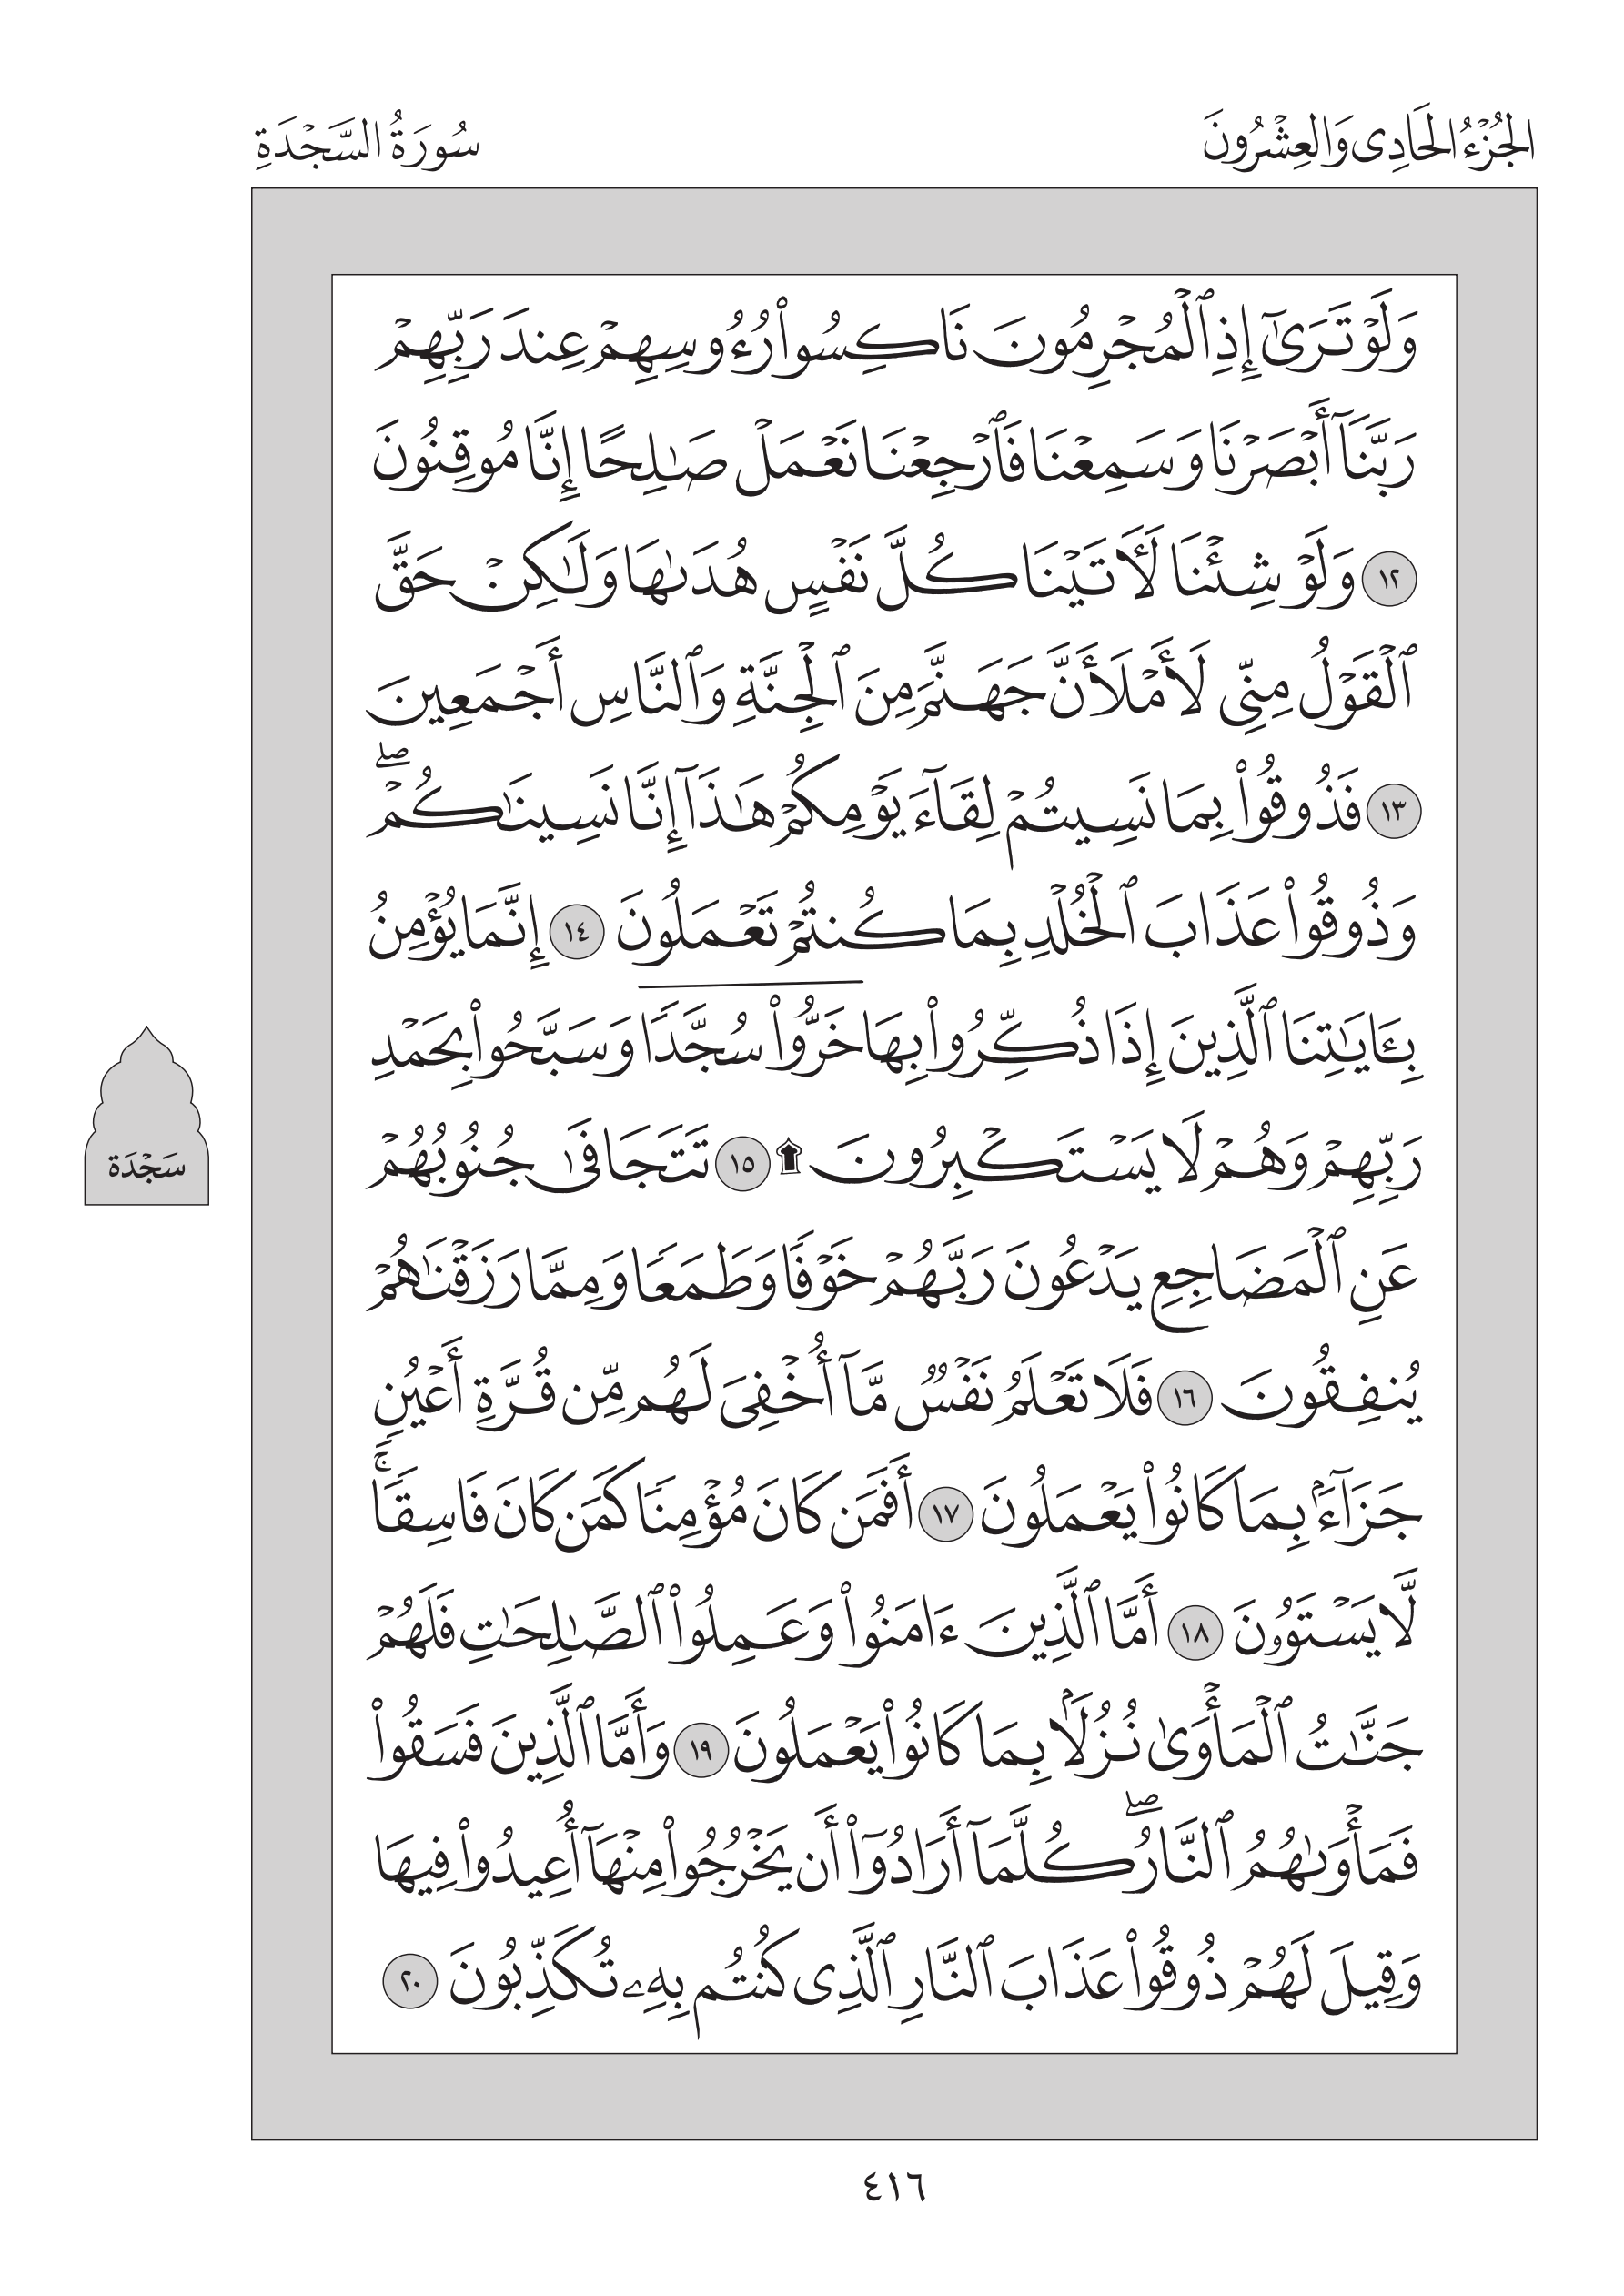 الجُزْءُ الحَادِى وَالعِشْرُونَ
سُورَةُ السَّجْدَةِ
وَلَوْ تَرَىٰٓ إِذِ ٱلْمُجْرِمُونَ نَاكِسُوا۟ رُءُوسِهِمْ عِندَ رَبِّهِمْ
رَبَّنَآ أَبْصَرْنَا وَسَمِعْنَا فَٱرْجِعْنَا نَعْمَلْ صَـٰلِحًا إِنَّا مُوقِنُونَ
١٢ وَلَوْ شِئْنَا لَـَٔاتَيْنَا كُلَّ نَفْسٍ هُدَىٰهَا وَلَـٰكِنْ حَقَّ
ٱلْقَوْلُ مِنِّى لَأَمْلَأَنَّ جَهَنَّمَ مِنَ ٱلْجِنَّةِ وَٱلنَّاسِ أَجْمَعِينَ
١٣ فَذُوقُوا۟ بِمَا نَسِيتُمْ لِقَآءَ يَوْمِكُمْ هَـٰذَآ إِنَّا نَسِينَـٰكُمْ ۖ
وَذُوقُوا۟ عَذَابَ ٱلْخُلْدِ بِمَا كُنتُمْ تَعْمَلُونَ ١٤ إِنَّمَا يُؤْمِنُ
بِـَٔايَـٰتِنَا ٱلَّذِينَ إِذَا ذُكِّرُوا۟ بِهَا خَرُّوا۟ سُجَّدًا وَسَبَّحُوا۟ بِحَمْدِ
رَبِّهِمْ وَهُمْ لَا يَسْتَكْبِرُونَ ۩ ١٥ تَتَجَافَىٰ جُنُوبُهُمْ
سَجْدَة
عَنِ ٱلْمَضَاجِعِ يَدْعُونَ رَبَّهُمْ خَوْفًا وَطَمَعًا وَمِمَّا رَزَقْنَـٰهُمْ
يُنفِقُونَ ١٦ فَلَا تَعْلَمُ نَفْسٌ مَّآ أُخْفِىَ لَهُم مِّن قُرَّةِ أَعْيُنٍ
جَزَآءًۢ بِمَا كَانُوا۟ يَعْمَلُونَ ١٧ أَفَمَن كَانَ مُؤْمِنًا كَمَن كَانَ فَاسِقًا ۚ
لَّا يَسْتَوُۥنَ ١٨ أَمَّا ٱلَّذِينَ ءَامَنُوا۟ وَعَمِلُوا۟ ٱلصَّـٰلِحَـٰتِ فَلَهُمْ
جَنَّـٰتُ ٱلْمَأْوَىٰ نُزُلًۢا بِمَا كَانُوا۟ يَعْمَلُونَ ١٩ وَأَمَّا ٱلَّذِينَ فَسَقُوا۟
فَمَأْوَىٰهُمُ ٱلنَّارُ ۖ كُلَّمَآ أَرَادُوٓا۟ أَن يَخْرُجُوا۟ مِنْهَآ أُعِيدُوا۟ فِيهَا
وَقِيلَ لَهُمْ ذُوقُوا۟ عَذَابَ ٱلنَّارِ ٱلَّذِى كُنتُم بِهِۦ تُكَذِّبُونَ ٢٠
٤١٦